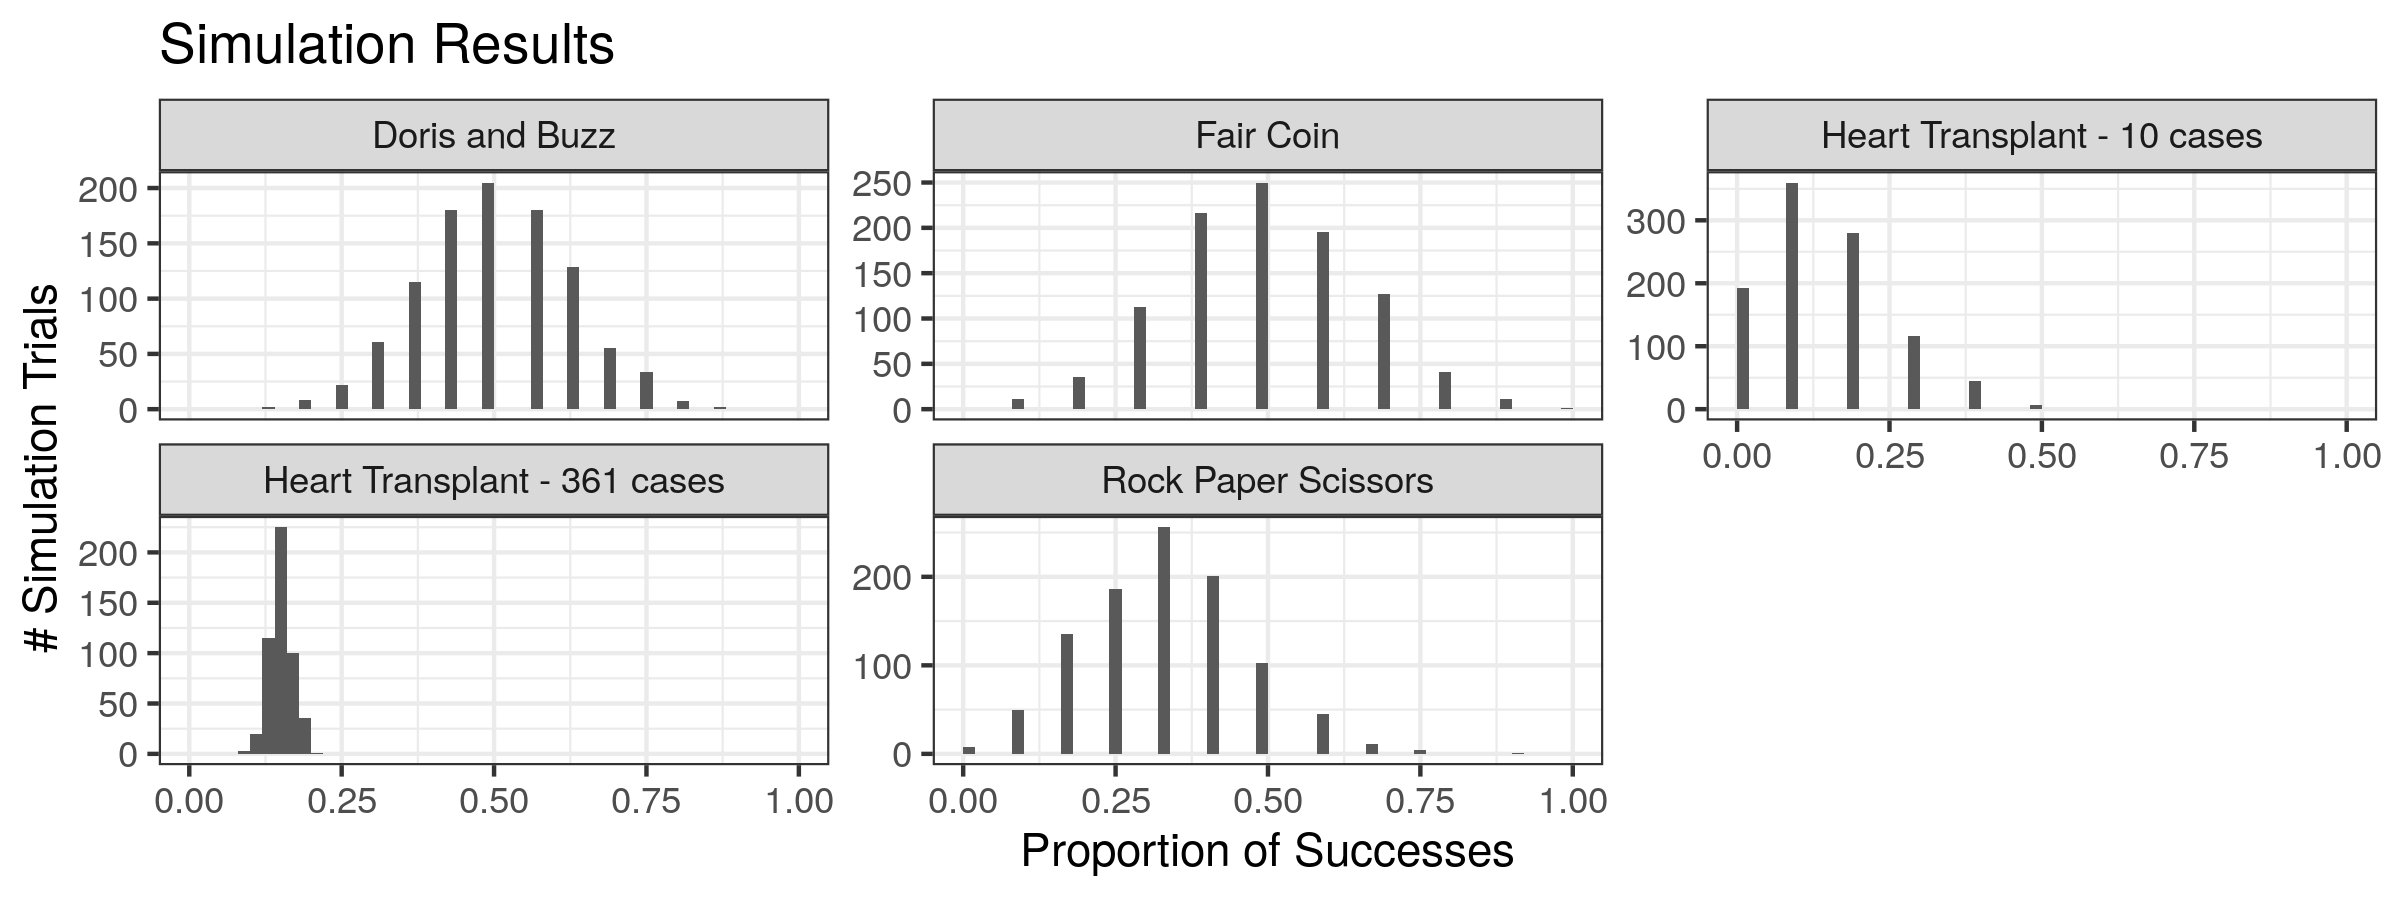 Simulation Results
Doris and Buzz
Fair Coin
Heart Transplant - 10 cases
200
150
100
50
0
250
200
150
100
50
0
300
200
100
0
0.00 0.25 0.50 0.75 1.00
Heart Transplant - 361 cases
Rock Paper Scissors
200
150
100
50
0
200
100
0
0.00 0.25 0.50 0.75 1.00
0.00 0.25 0.50 0.75 1.00
# Simulation Trials
Proportion of Successes